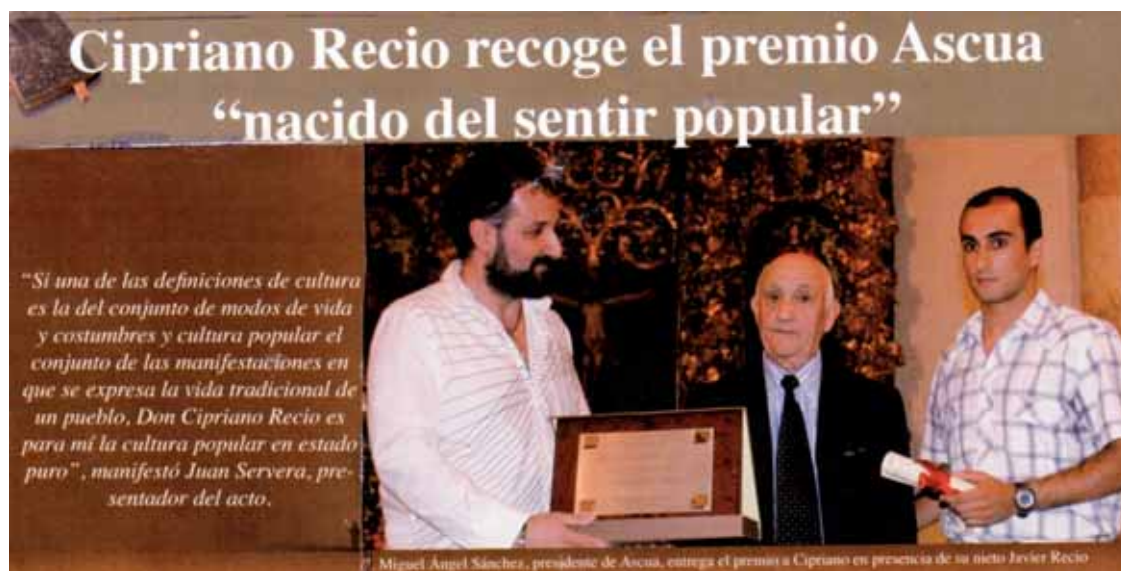 Cipriano Recio recoge el premio Ascua
“nacido del sentir popular”
“Si una de las definiciones de cultura
es la del conjunto de modos de vida
y costumbres y cultura popular el
conjunto de las manifestaciones en
que se expresa la vida tradicional de
un pueblo, Don Cipriano Recio es
para mí la cultura popular en estado
puro”, manifestó Juan Servera, pre-
sentador del acto.
Miguel Ángel Sánchez, presidente de Ascua, entrega el premio a Cipriano en presencia de su nieto Javier Recio